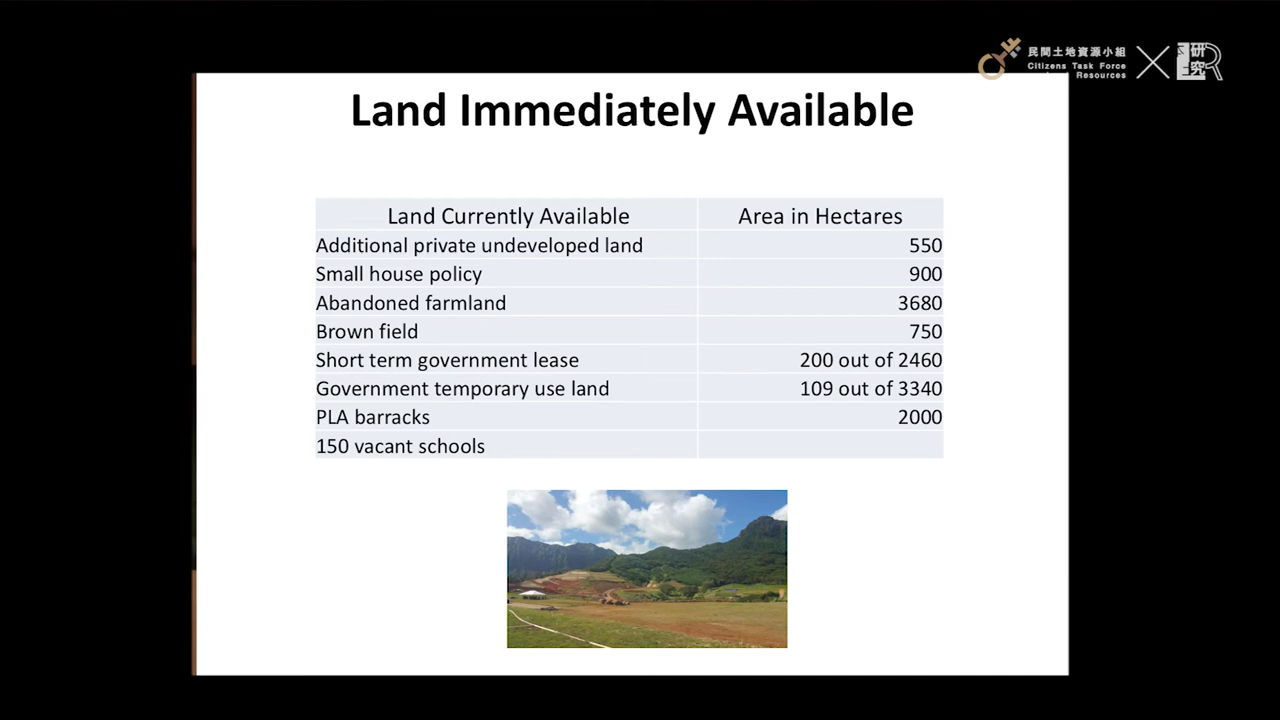 民間土地資源小組
Citizens Task Force
Resources
研
究
Land Immediately Available
Land Currently Available Area in Hectares
Additional private undeveloped land 550
Small house policy 900
Abandoned farmland 3680
Brown field 750
Short term government lease 200 out of 2460
Government temporary use land 109 out of 3340
PLA barracks 2000
150 vacant schools